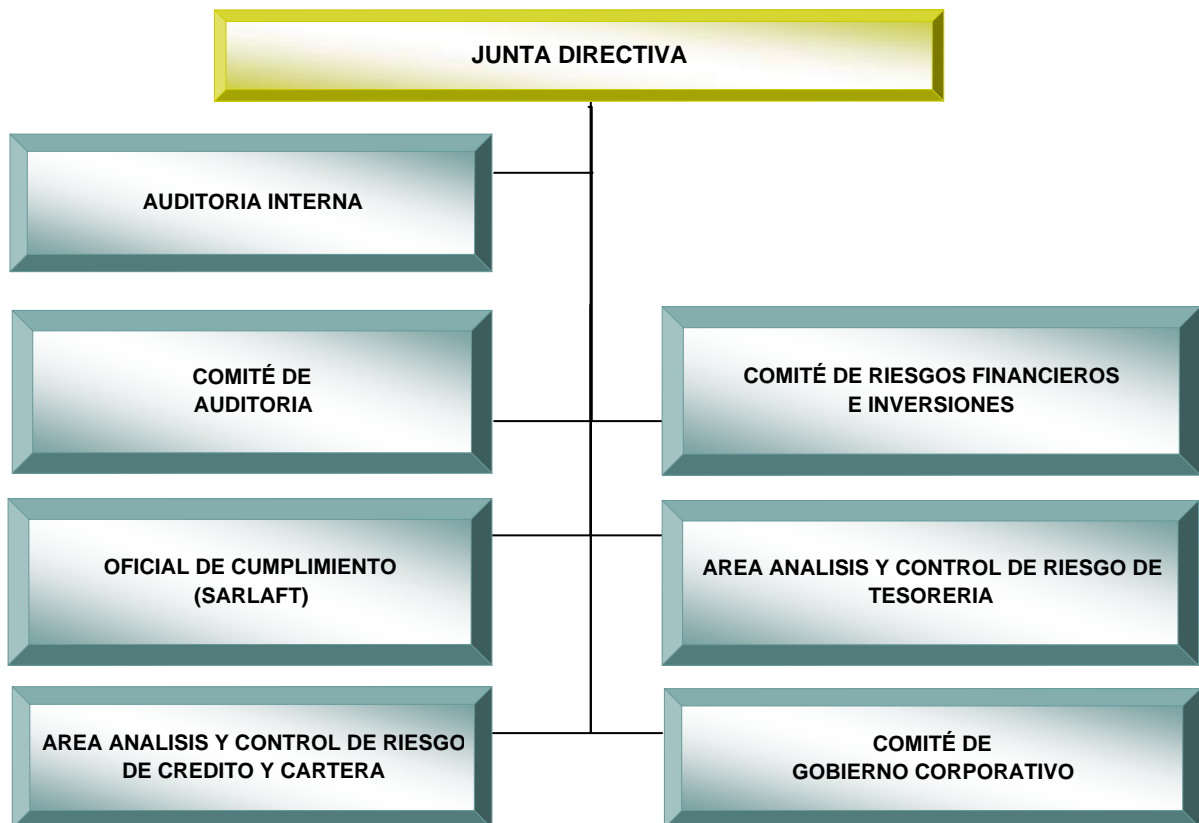 JUNTA DIRECTIVA
AUDITORIA INTERNA
COMITÉ DE
AUDITORIA
COMITÉ DE RIESGOS FINANCIEROS
E INVERSIONES
OFICIAL DE CUMPLIMIENTO
(SARLAFT)
AREA ANALISIS Y CONTROL DE RIESGO DE
TESORERIA
AREA ANALISIS Y CONTROL DE RIESGO
DE CREDITO Y CARTERA
COMITÉ DE
GOBIERNO CORPORATIVO